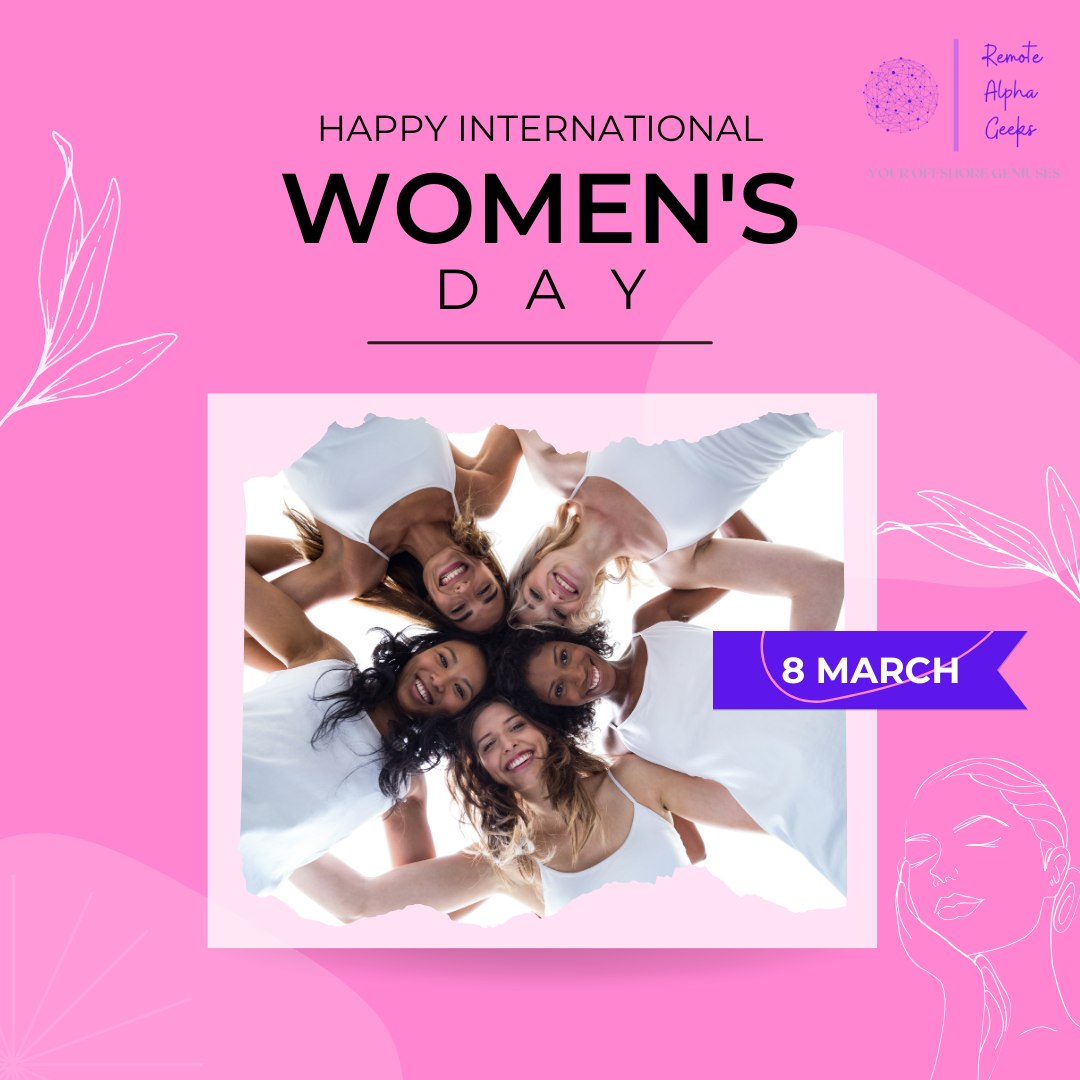 Remote
Alpha
Geeks
YOUR OFFSHORE GENIUSES
HAPPY INTERNATIONAL
WOMEN'S
DAY
8 MARCH